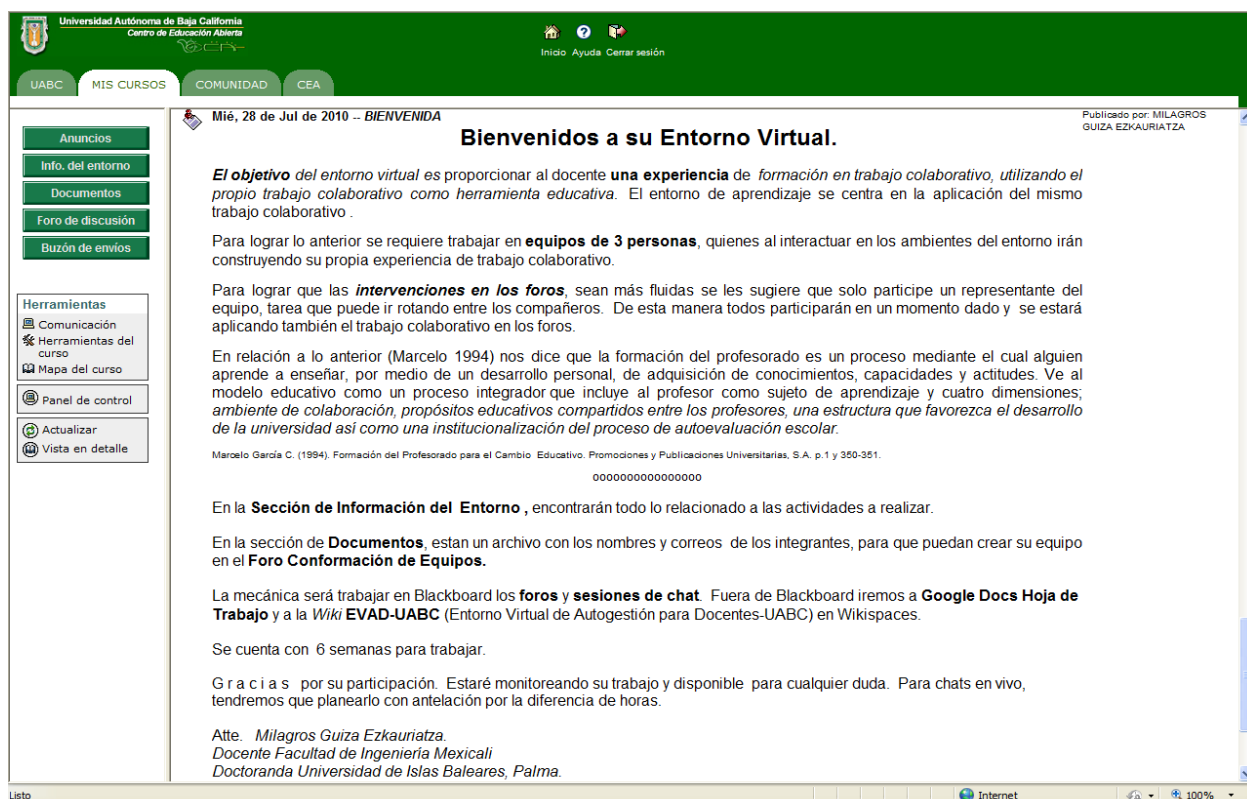 Universidad Autónoma de Baja California
Centro de Educación Abierta
Inicio Ayuda Cerrar sesión
UABC MIS CURSOS COMUNIDAD CEA
Anuncios
Info. del entorno
Documentos
Foro de discusión
Buzón de envíos
Herramientas
Comunicación
Herramientas del
curso
Mapa del curso
Panel de control
Actualizar
Vista en detalle
Mié, 28 de Jul de 2010 -- BIENVENIDA
Publicado por: MILAGROS
GUIZA EZKAURIATZA
Bienvenidos a su Entorno Virtual.
El objetivo del entorno virtual es proporcionar al docente una experiencia de formación en trabajo colaborativo, utilizando el
propio trabajo colaborativo como herramienta educativa. El entorno de aprendizaje se centra en la aplicación del mismo
trabajo colaborativo .
Para lograr lo anterior se requiere trabajar en equipos de 3 personas, quienes al interactuar en los ambientes del entorno irán
construyendo su propia experiencia de trabajo colaborativo.
Para lograr que las intervenciones en los foros, sean más fluidas se les sugiere que solo participe un representante del
equipo, tarea que puede ir rotando entre los compañeros. De esta manera todos participarán en un momento dado y se estará
aplicando también el trabajo colaborativo en los foros.
En relación a lo anterior (Marcelo 1994) nos dice que la formación del profesorado es un proceso mediante el cual alguien
aprende a enseñar, por medio de un desarrollo personal, de adquisición de conocimientos, capacidades y actitudes. Ve al
modelo educativo como un proceso integrador que incluye al profesor como sujeto de aprendizaje y cuatro dimensiones;
ambiente de colaboración, propósitos educativos compartidos entre los profesores, una estructura que favorezca el desarrollo
de la universidad así como una institucionalización del proceso de autoevaluación escolar.
Marcelo García C. (1994). Formación del Profesorado para el Cambio Educativo. Promociones y Publicaciones Universitarias, S.A. p.1 y 350-351.
oooooooooooooooo
En la Sección de Información del Entorno , encontrarán todo lo relacionado a las actividades a realizar.
En la sección de Documentos, estan un archivo con los nombres y correos de los integrantes, para que puedan crear su equipo
en el Foro Conformación de Equipos.
La mecánica será trabajar en Blackboard los foros y sesiones de chat. Fuera de Blackboard iremos a Google Docs Hoja de
Trabajo y a la Wiki EVAD-UABC (Entorno Virtual de Autogestión para Docentes-UABC) en Wikispaces.
Se cuenta con 6 semanas para trabajar.
G r a c i a s por su participación. Estaré monitoreando su trabajo y disponible para cualquier duda. Para chats en vivo,
tendremos que planearlo con antelación por la diferencia de horas.
Atte. Milagros Guiza Ezkauriatza.
Docente Facultad de Ingeniería Mexicali
Doctoranda Universidad de Islas Baleares, Palma.
Listo
Internet
100%